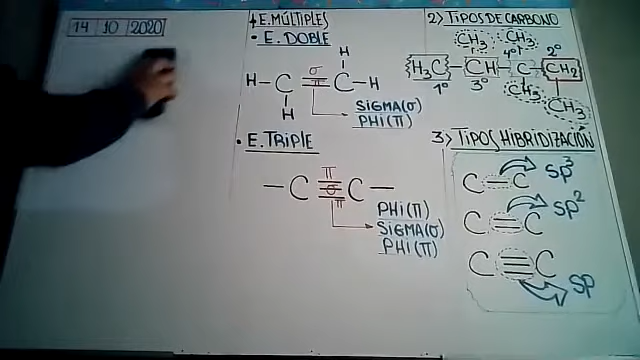 14 10 2020
E. MÚLTIPLES
• E. DOBLE
H
H-C σ π C-H
H
SIGMA(σ)
PHi(π)
• E. TRIPLE
-C π σ π C-
PHi(π)
SIGMA(σ)
PHi(π)
2) TIPOS DE CARBONO
CH3 CH3
4° 2°
H3C-CH-C-CH2
1° 3°
CH3 CH3
3) TIPOS HIBRIDIZACIÓN
C=C sp3
C=C sp2
C≡C sp